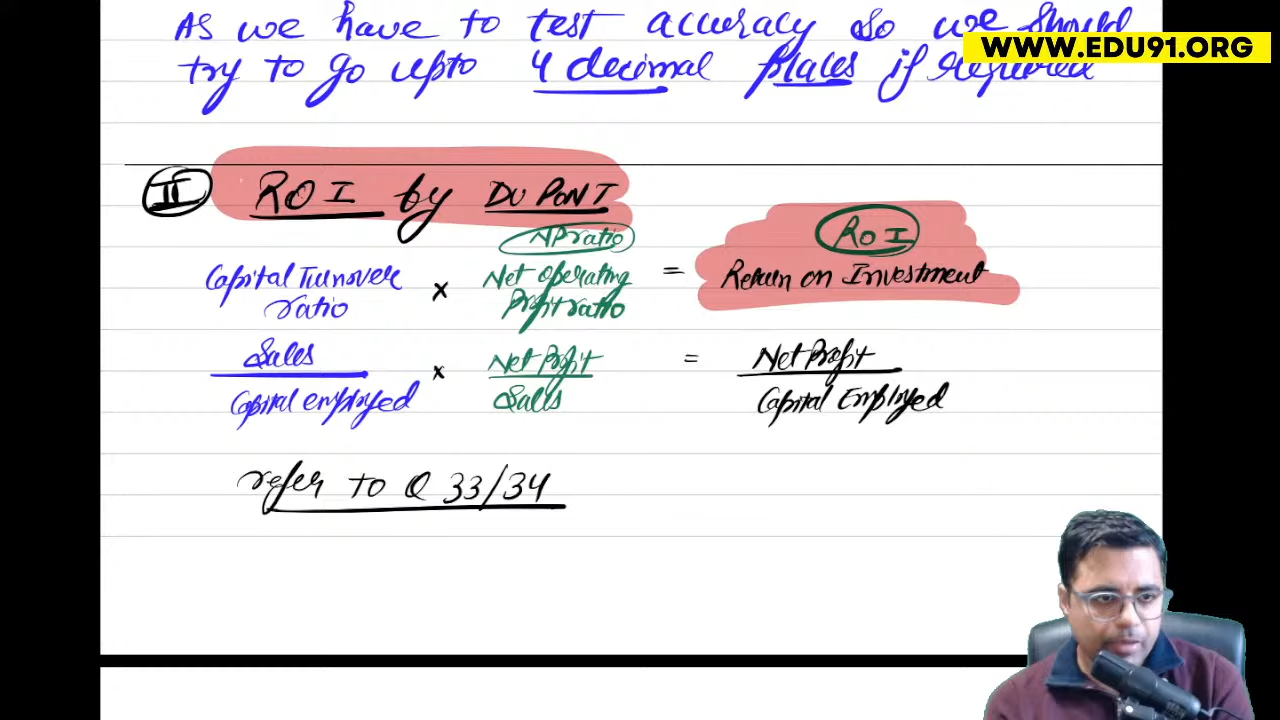 As we have to test accuracy so we should
try to go upto 4 decimal places if required
WWW.EDU91.ORG
II ROI by DU PONT
NP ratio
ROI
Capital Turnover ratio × Net operating Profit ratio = Return on Investment
Sales / Capital employed × Net Profit / Sales = Net Profit / Capital Employed
refer to Q 33/34